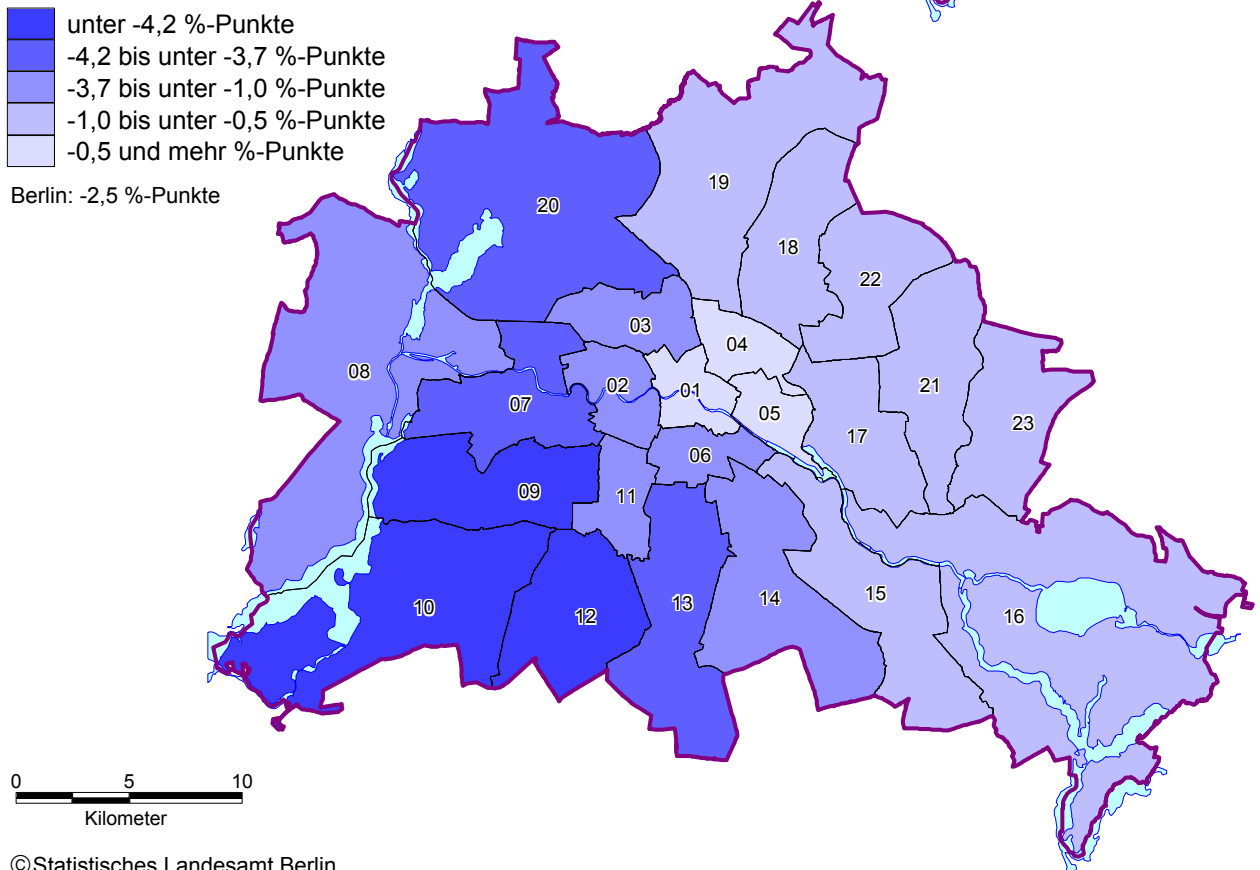 unter -4,2 %-Punkte
-4,2 bis unter -3,7 %-Punkte
-3,7 bis unter -1,0 %-Punkte
-1,0 bis unter -0,5 %-Punkte
-0,5 und mehr %-Punkte
Berlin: -2,5 %-Punkte
19
20
18
22
03
04
08
02
01
21
07
05
23
17
06
09
11
15
14
13
10
12
16
0 5 10
Kilometer
©Statistisches Landesamt Berlin